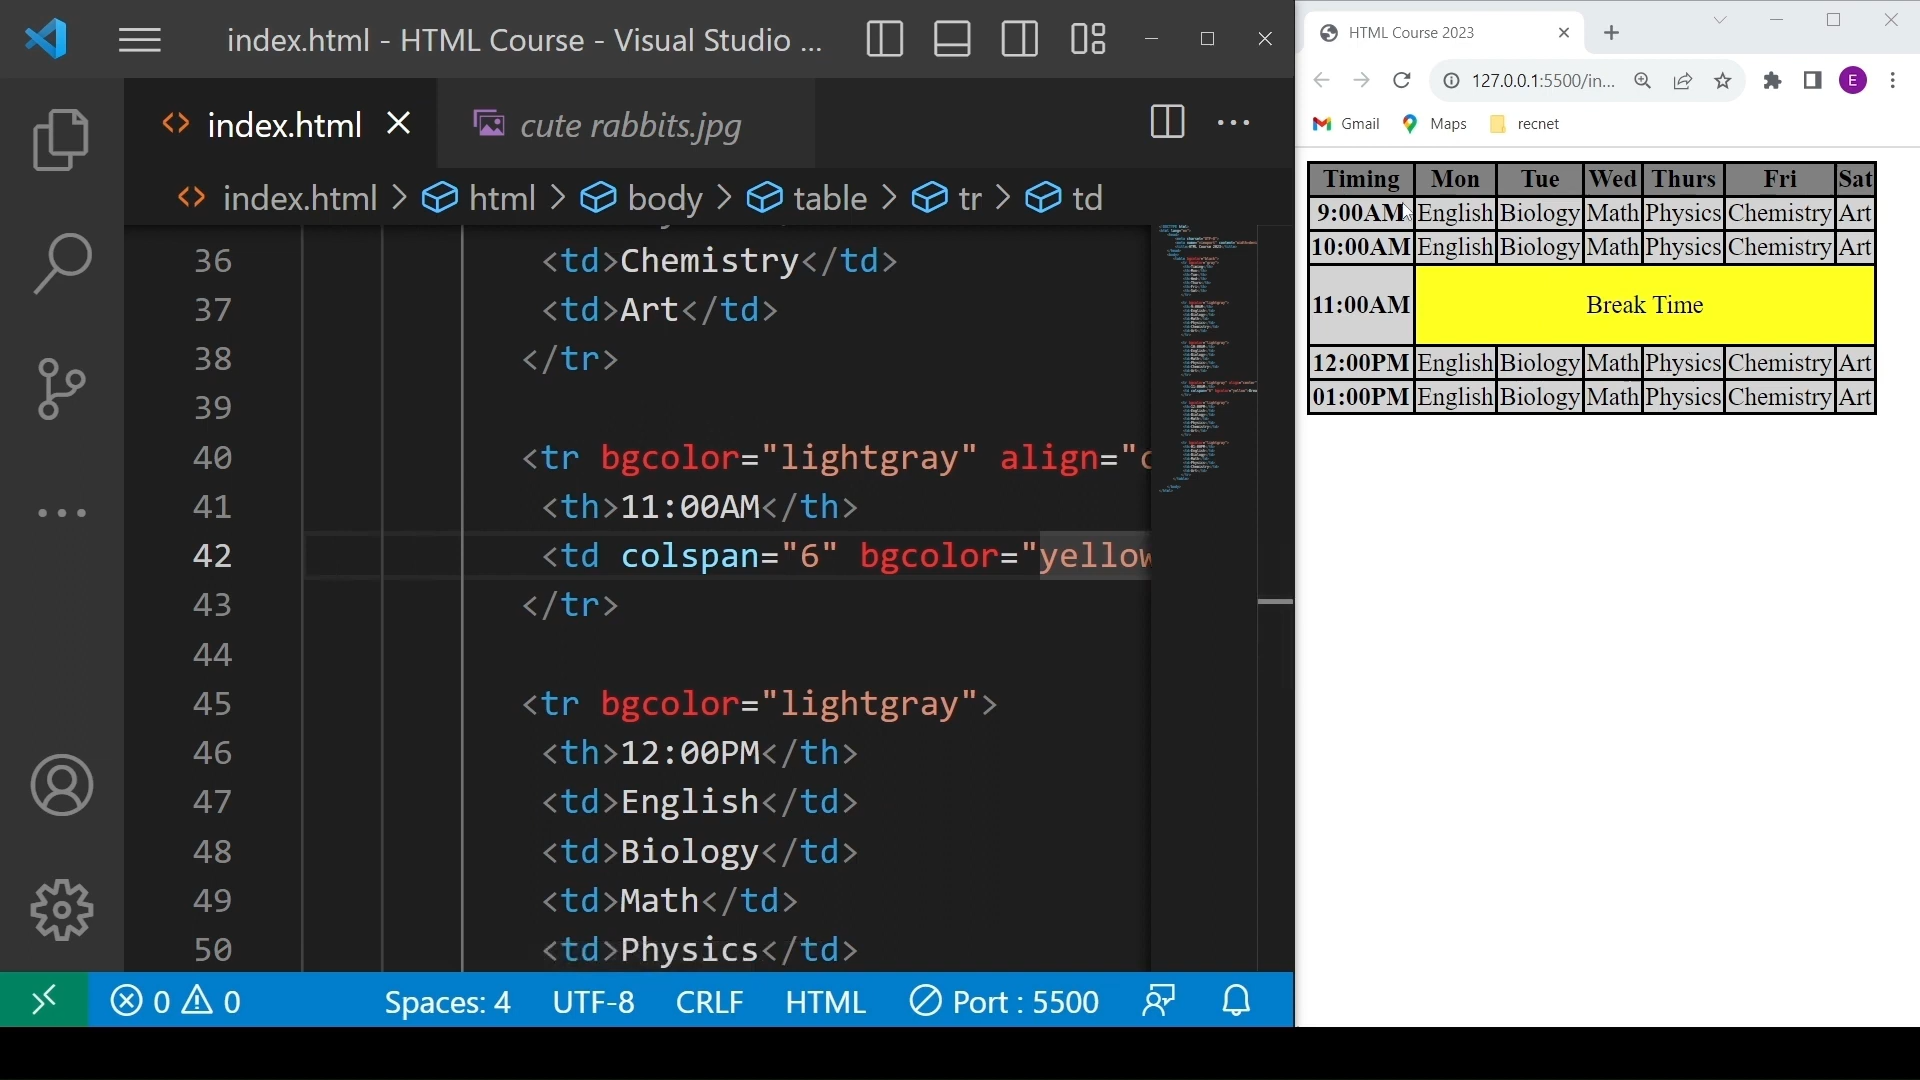 index.html - HTML Course - Visual Studio ...
index.html
cute rabbits.jpg
index.html > html > body > table > tr > td
36 <td>Chemistry</td>
37 <td>Art</td>
38 </tr>
39
40 <tr bgcolor="lightgray" align="c
41 <th>11:00AM</th>
42 <td colspan="6" bgcolor="yellow
43 </tr>
44
45 <tr bgcolor="lightgray">
46 <th>12:00PM</th>
47 <td>English</td>
48 <td>Biology</td>
49 <td>Math</td>
50 <td>Physics</td>
0 0 Spaces: 4 UTF-8 CRLF HTML Port : 5500
HTML Course 2023
127.0.0.1:5500/in...
E
Gmail Maps recnet
Timing Mon Tue Wed Thurs Fri Sat
9:00AM English Biology Math Physics Chemistry Art
10:00AM English Biology Math Physics Chemistry Art
11:00AM Break Time
12:00PM English Biology Math Physics Chemistry Art
01:00PM English Biology Math Physics Chemistry Art